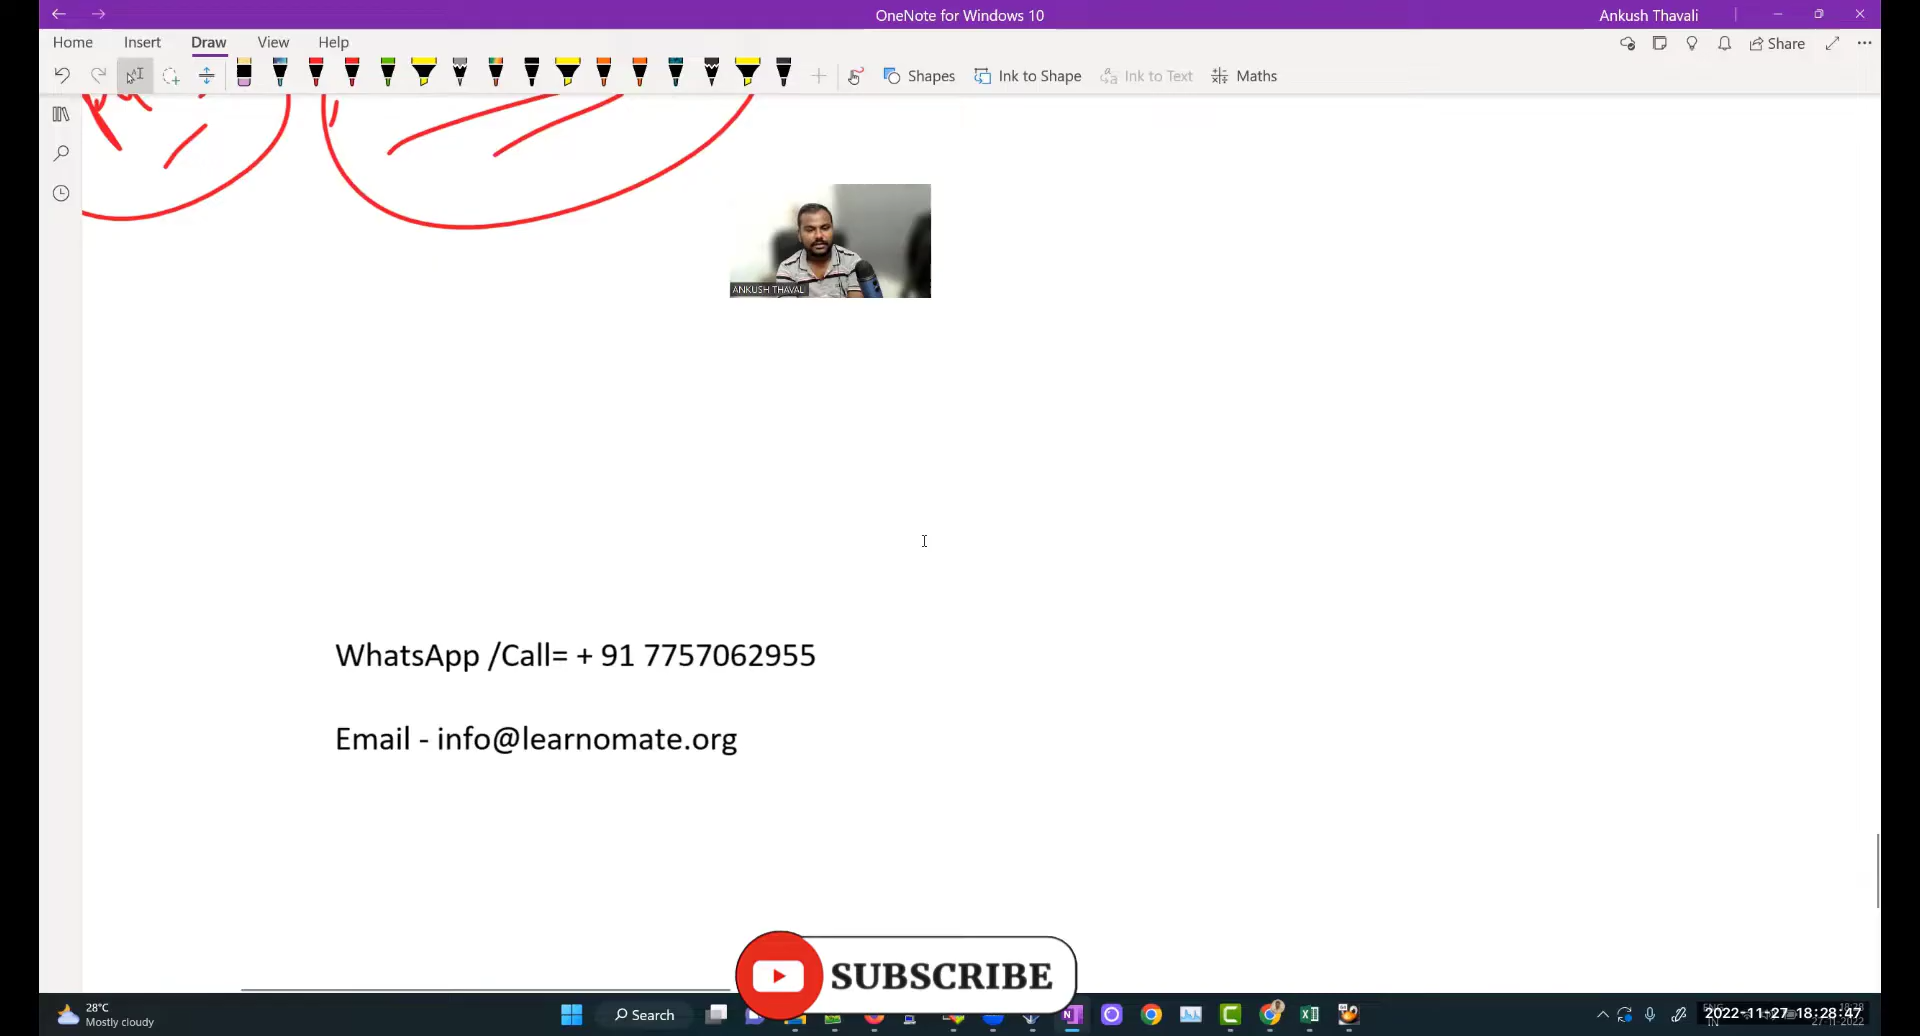 OneNote for Windows 10
Ankush Thavali
Home Insert Draw View Help
Share
Shapes Ink to Shape Ink to Text Maths
ANKUSH THAVALI
WhatsApp /Call= + 91 7757062955
Email - info@learnomate.org
SUBSCRIBE
28°C
Mostly cloudy
Search
2022-11-27 18:28:47